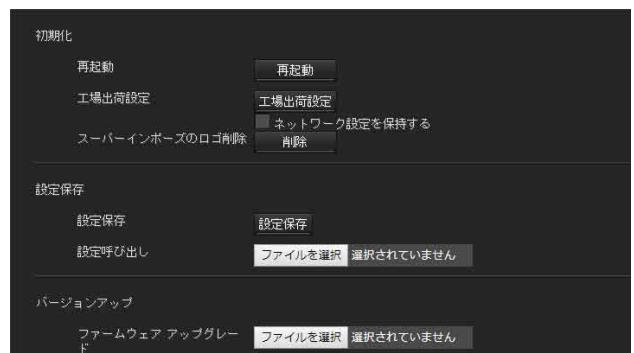 初期化
再起動 再起動
工場出荷設定 工場出荷設定
ネットワーク設定を保持する
スーパーインポーズのロゴ削除 削除
設定保存
設定保存 設定保存
設定呼び出し ファイルを選択 選択されていません
バージョンアップ
ファームウェア アップグレー
ド ファイルを選択 選択されていません